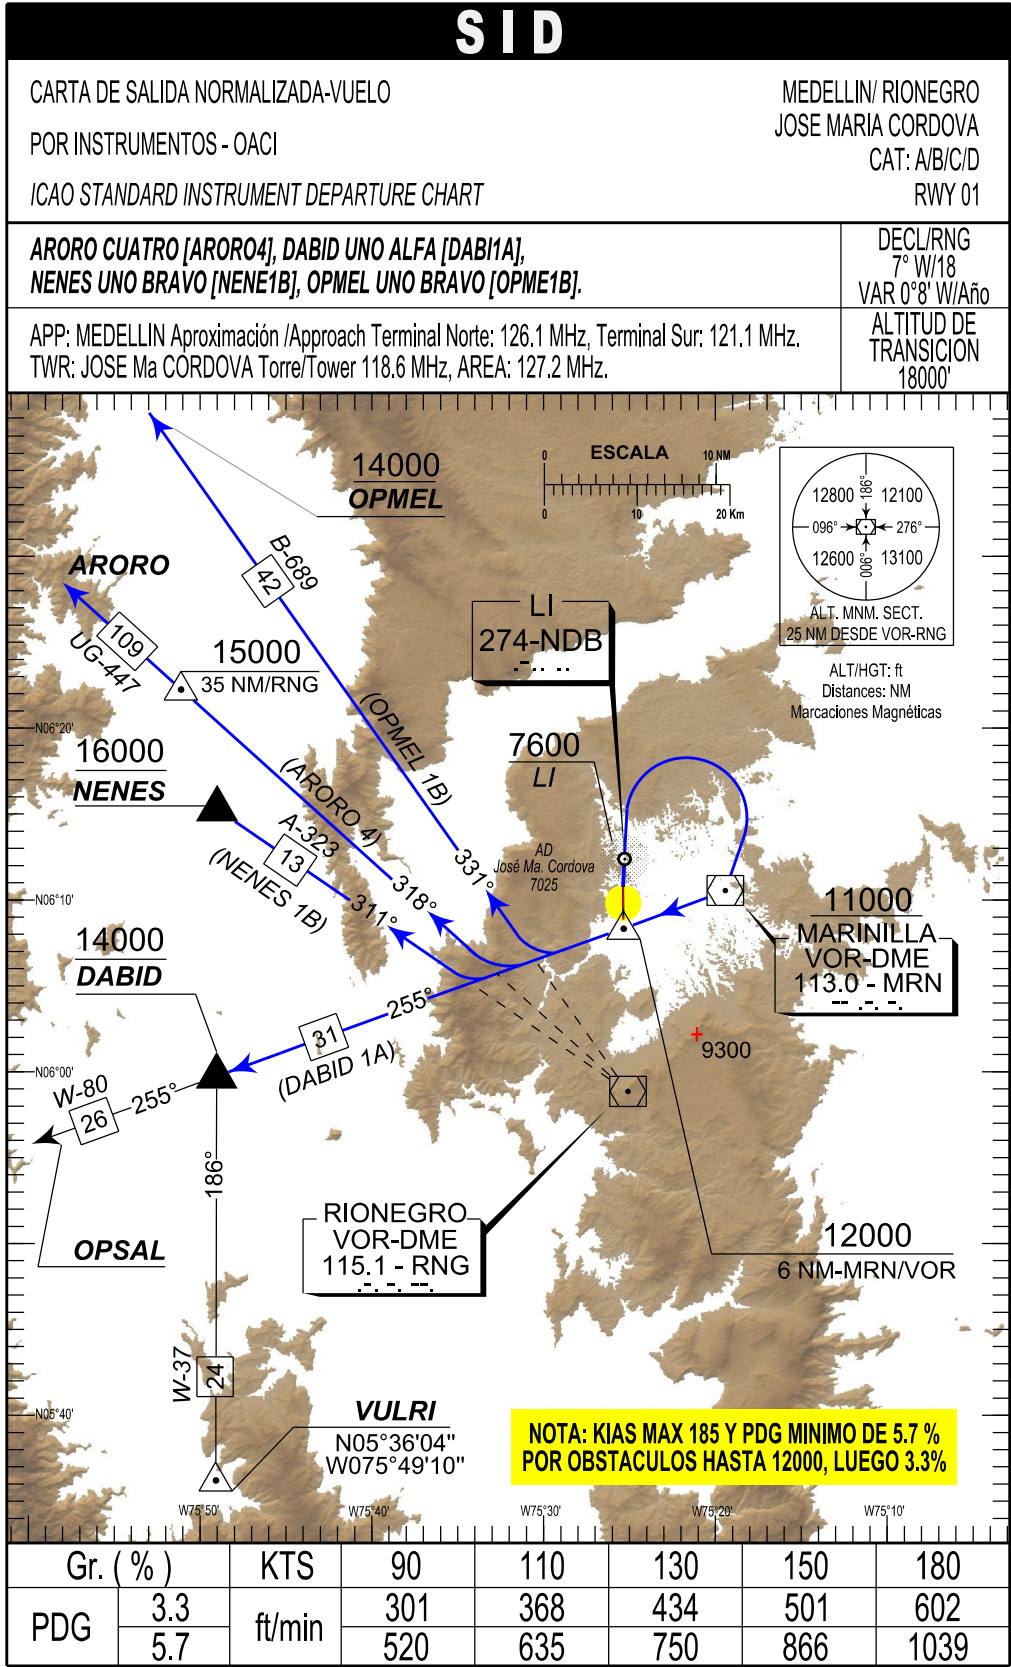 SID
CARTA DE SALIDA NORMALIZADA-VUELO
POR INSTRUMENTOS - OACI
ICAO STANDARD INSTRUMENT DEPARTURE CHART
MEDELLIN/ RIONEGRO
JOSE MARIA CORDOVA
CAT: A/B/C/D
RWY 01
ARORO CUATRO [ARORO4], DABID UNO ALFA [DABI1A],
NENES UNO BRAVO [NENE1B], OPMEL UNO BRAVO [OPME1B].
DECL/RNG
7° W/18
VAR 0°8' W/Año
APP: MEDELLIN Aproximación /Approach Terminal Norte: 126.1 MHz, Terminal Sur: 121.1 MHz.
TWR: JOSE Ma CORDOVA Torre/Tower 118.6 MHz, AREA: 127.2 MHz.
ALTITUD DE
TRANSICION
18000'
14000
OPMEL
0 ESCALA 10 NM
0 10 20 Km
12800 186° 12100
096° 276°
12600 006° 13100
ALT. MNM. SECT.
25 NM DESDE VOR-RNG
ALT/HGT: ft
Distances: NM
Marcaciones Magnéticas
B-689
42
ARORO
109
UG-447
15000
35 NM/RNG
LI
274-NDB
(OPMEL 1B)
N06°20'
16000
NENES
7600
LI
(ARORO 4)
A-323
13
(NENES 1B)
331°
318°
311°
AD
José Ma. Cordova
7025
N06°10'
11000
MARINILLA
VOR-DME
113.0 - MRN
14000
DABID
255°
31
(DABID 1A)
9300
N06°00'
W-80
26
255°
186°
OPSAL
RIONEGRO
VOR-DME
115.1 - RNG
12000
6 NM-MRN/VOR
W-37
24
VULRI
N05°36'04"
W075°49'10"
N05°40'
NOTA: KIAS MAX 185 Y PDG MINIMO DE 5.7 %
POR OBSTACULOS HASTA 12000, LUEGO 3.3%
W75°50' W75°40' W75°30' W75°20' W75°10'
Gr. ( % ) KTS 90 110 130 150 180
PDG 3.3 ft/min 301 368 434 501 602
5.7 520 635 750 866 1039